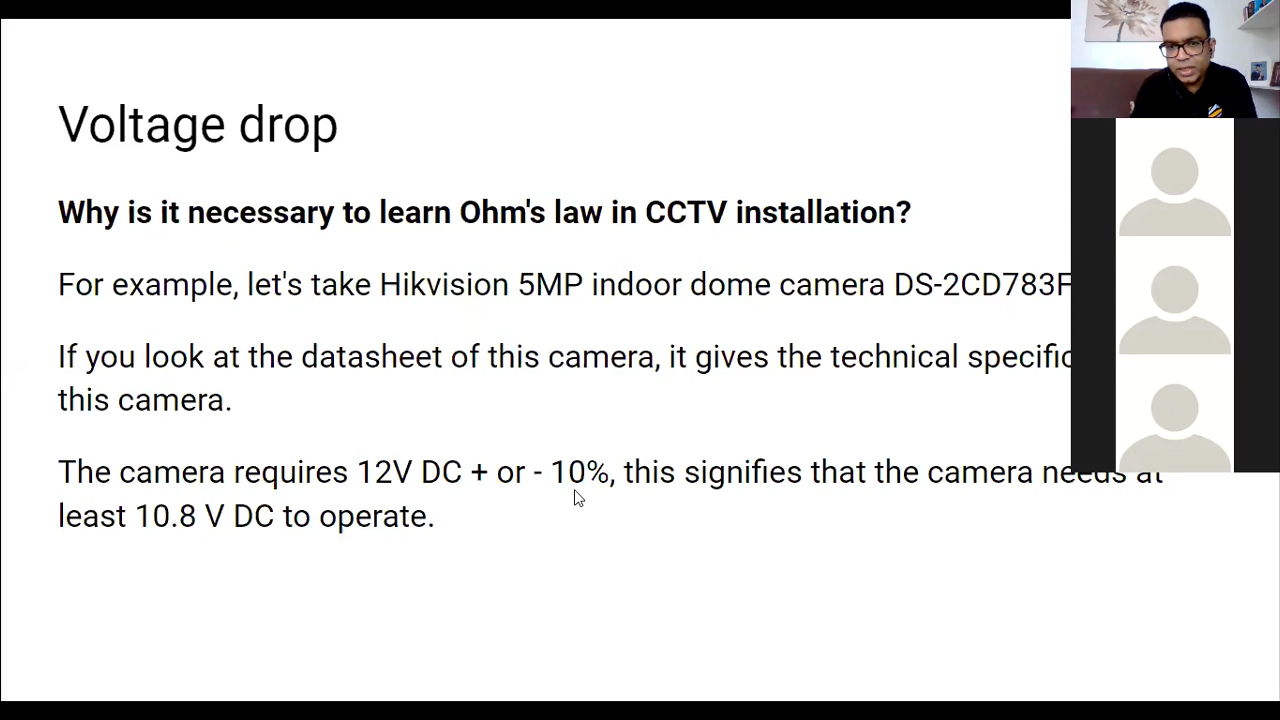 Voltage drop
Why is it necessary to learn Ohm's law in CCTV installation?
For example, let's take Hikvision 5MP indoor dome camera
If you look at the datasheet of this camera, it gives the technical
this camera.
The camera requires 12V DC + or - 10%, this signifies that the camera needs at
least 10.8 V DC to operate.